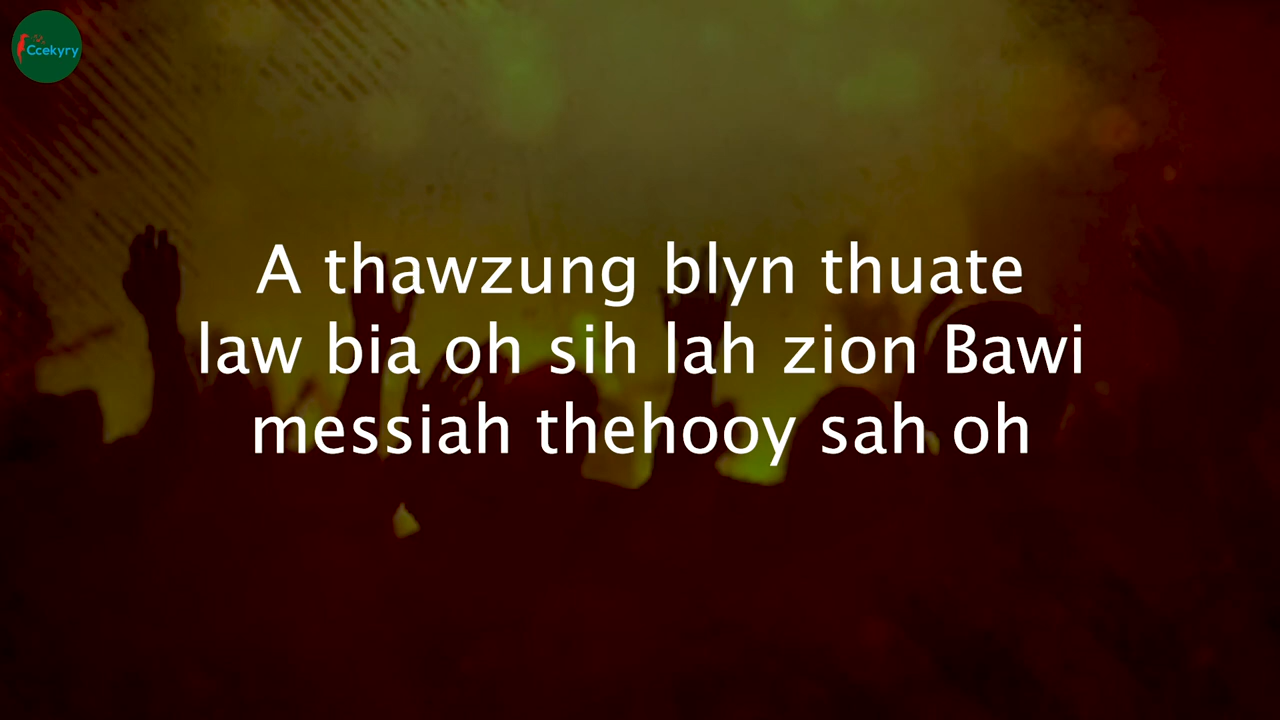 Ccekyry
A thawzung blyn thuate
law bia oh sih lah zion Bawi
messiah thehooy sah oh